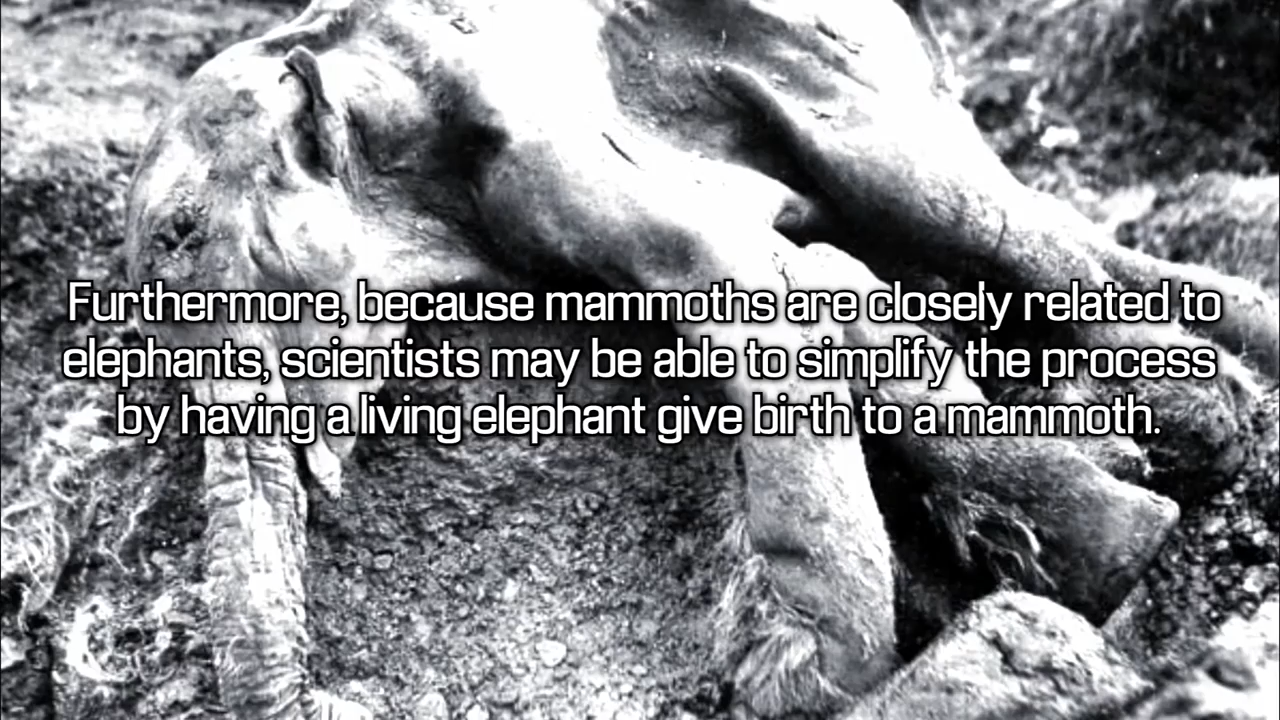 Furthermore, because mammoths are closely related to
elephants, scientists may be able to simplify the process
by having a living elephant give birth to a mammoth.